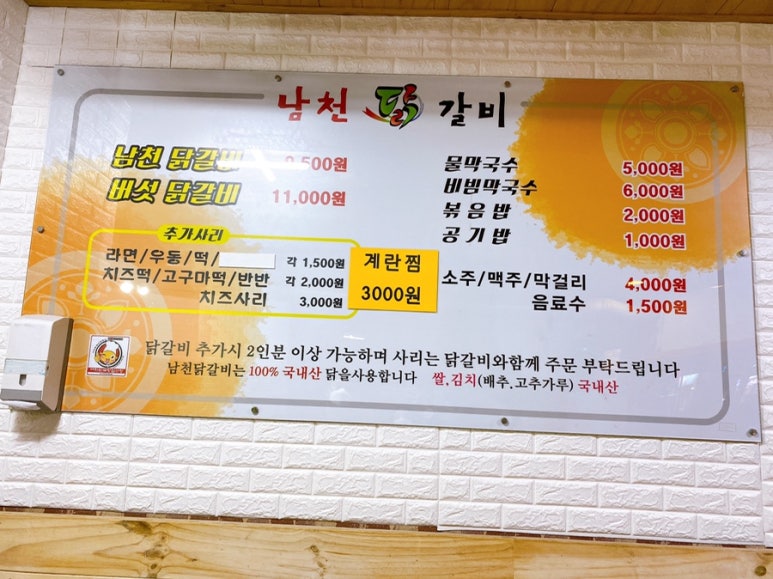 남천 닭갈비
남천 닭갈비 500원
버섯 닭갈비 11,000원
추가사리
라면/우동/떡/ 각 1,500원
치즈떡/고구마떡/반반 각 2,000원
치즈사리 3,000원
계란찜
3000원
물막국수 5,000원
비빔막국수 6,000원
볶음밥 2,000원
공기밥 1,000원
소주/맥주/막걸리 4,000원
음료수 1,500원
닭갈비 추가시 2인분 이상 가능하며 사리는 닭갈비와함께 주문 부탁드립니다
남천닭갈비는 100% 국내산 닭을사용합니다 쌀,김치(배추,고추가루) 국내산